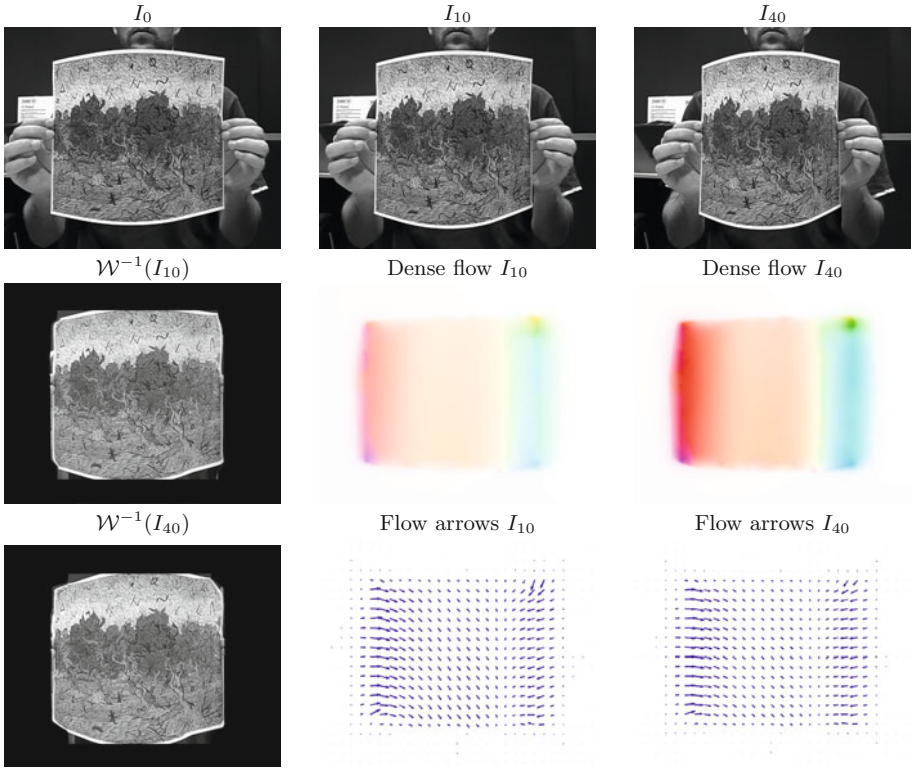 I₀
I₁₀
I₄₀
𝒲⁻¹(I₁₀)
Dense flow I₁₀
Dense flow I₄₀
𝒲⁻¹(I₄₀)
Flow arrows I₁₀
Flow arrows I₄₀